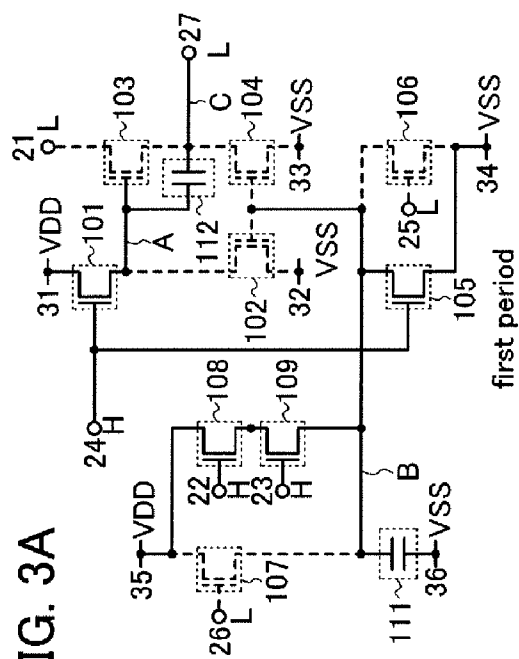 IG. 3A
35 VDD
31 VDD
21 L
24 H
101
103
A
C
27 L
112
26 L
107
22 H
108
23 H
109
102
104
32 VSS
33 VSS
B
111
36 VSS
105
25 L
106
34 VSS
first period